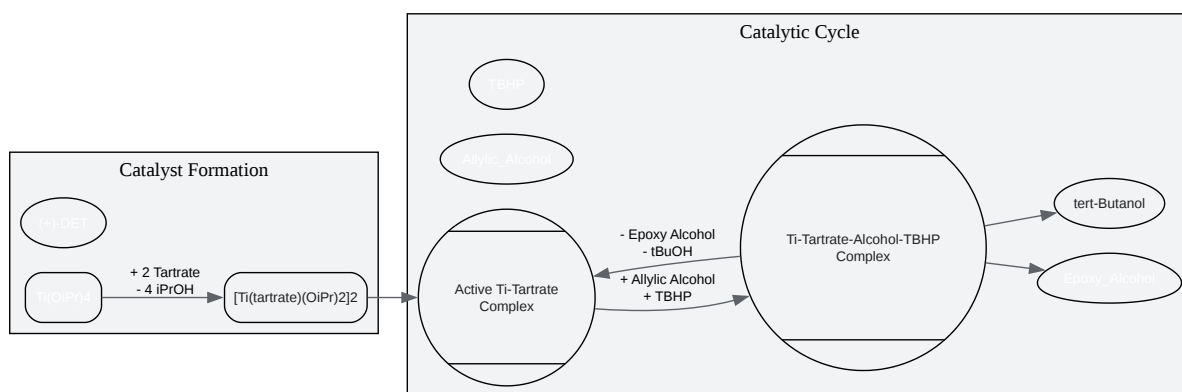 Catalytic Cycle
TBHP
Allylic_Alcohol
Catalyst Formation
(+)-DET
Ti(OiPr)4
+ 2 Tartrate
- 4 iPrOH
[Ti(tartrate)(OiPr)2]2
Active Ti-Tartrate
Complex
- Epoxy Alcohol
- tBuOH
+ Allylic Alcohol
+ TBHP
Ti-Tartrate-Alcohol-TBHP
Complex
tert-Butanol
Epoxy_Alcohol